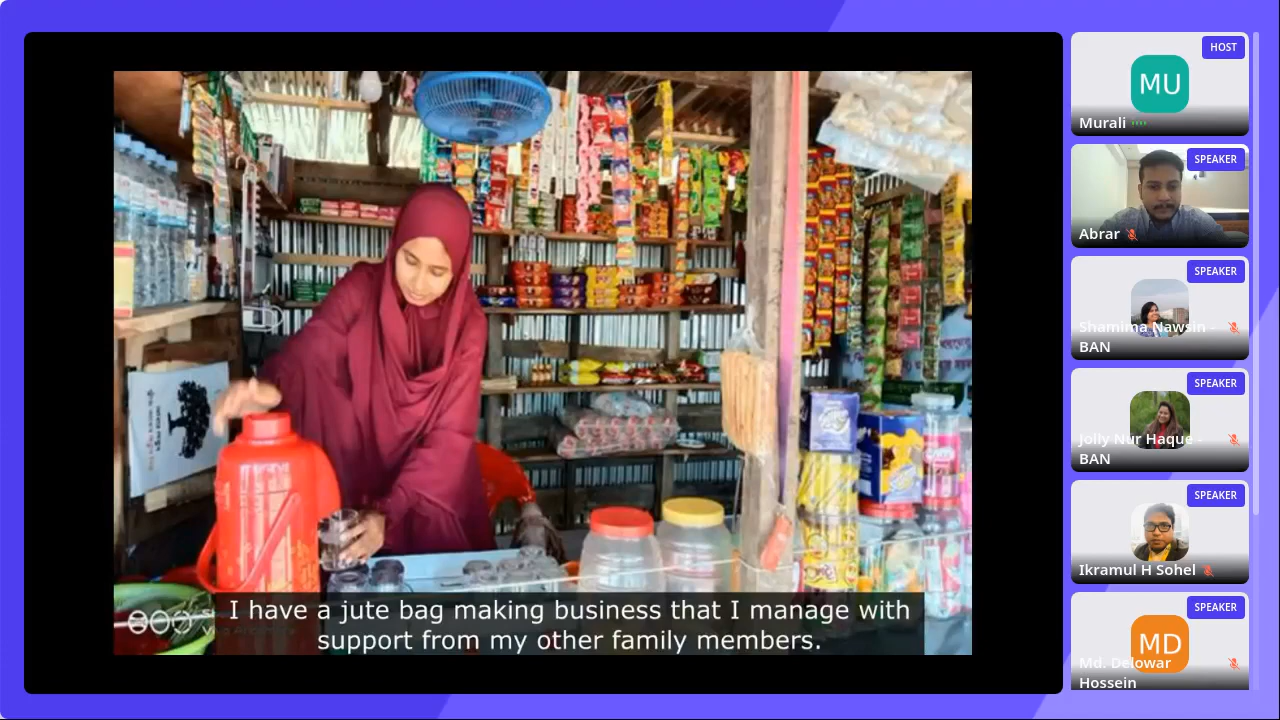 I have a jute bag making business that I manage with
support from my other family members.
HOST
MU
Murali
SPEAKER
Abrar
SPEAKER
Shamima Nawsin -
BAN
SPEAKER
Jolly Nur Haque -
BAN
SPEAKER
Ikramul H Sohel
SPEAKER
MD
Md. Delowar
Hossein